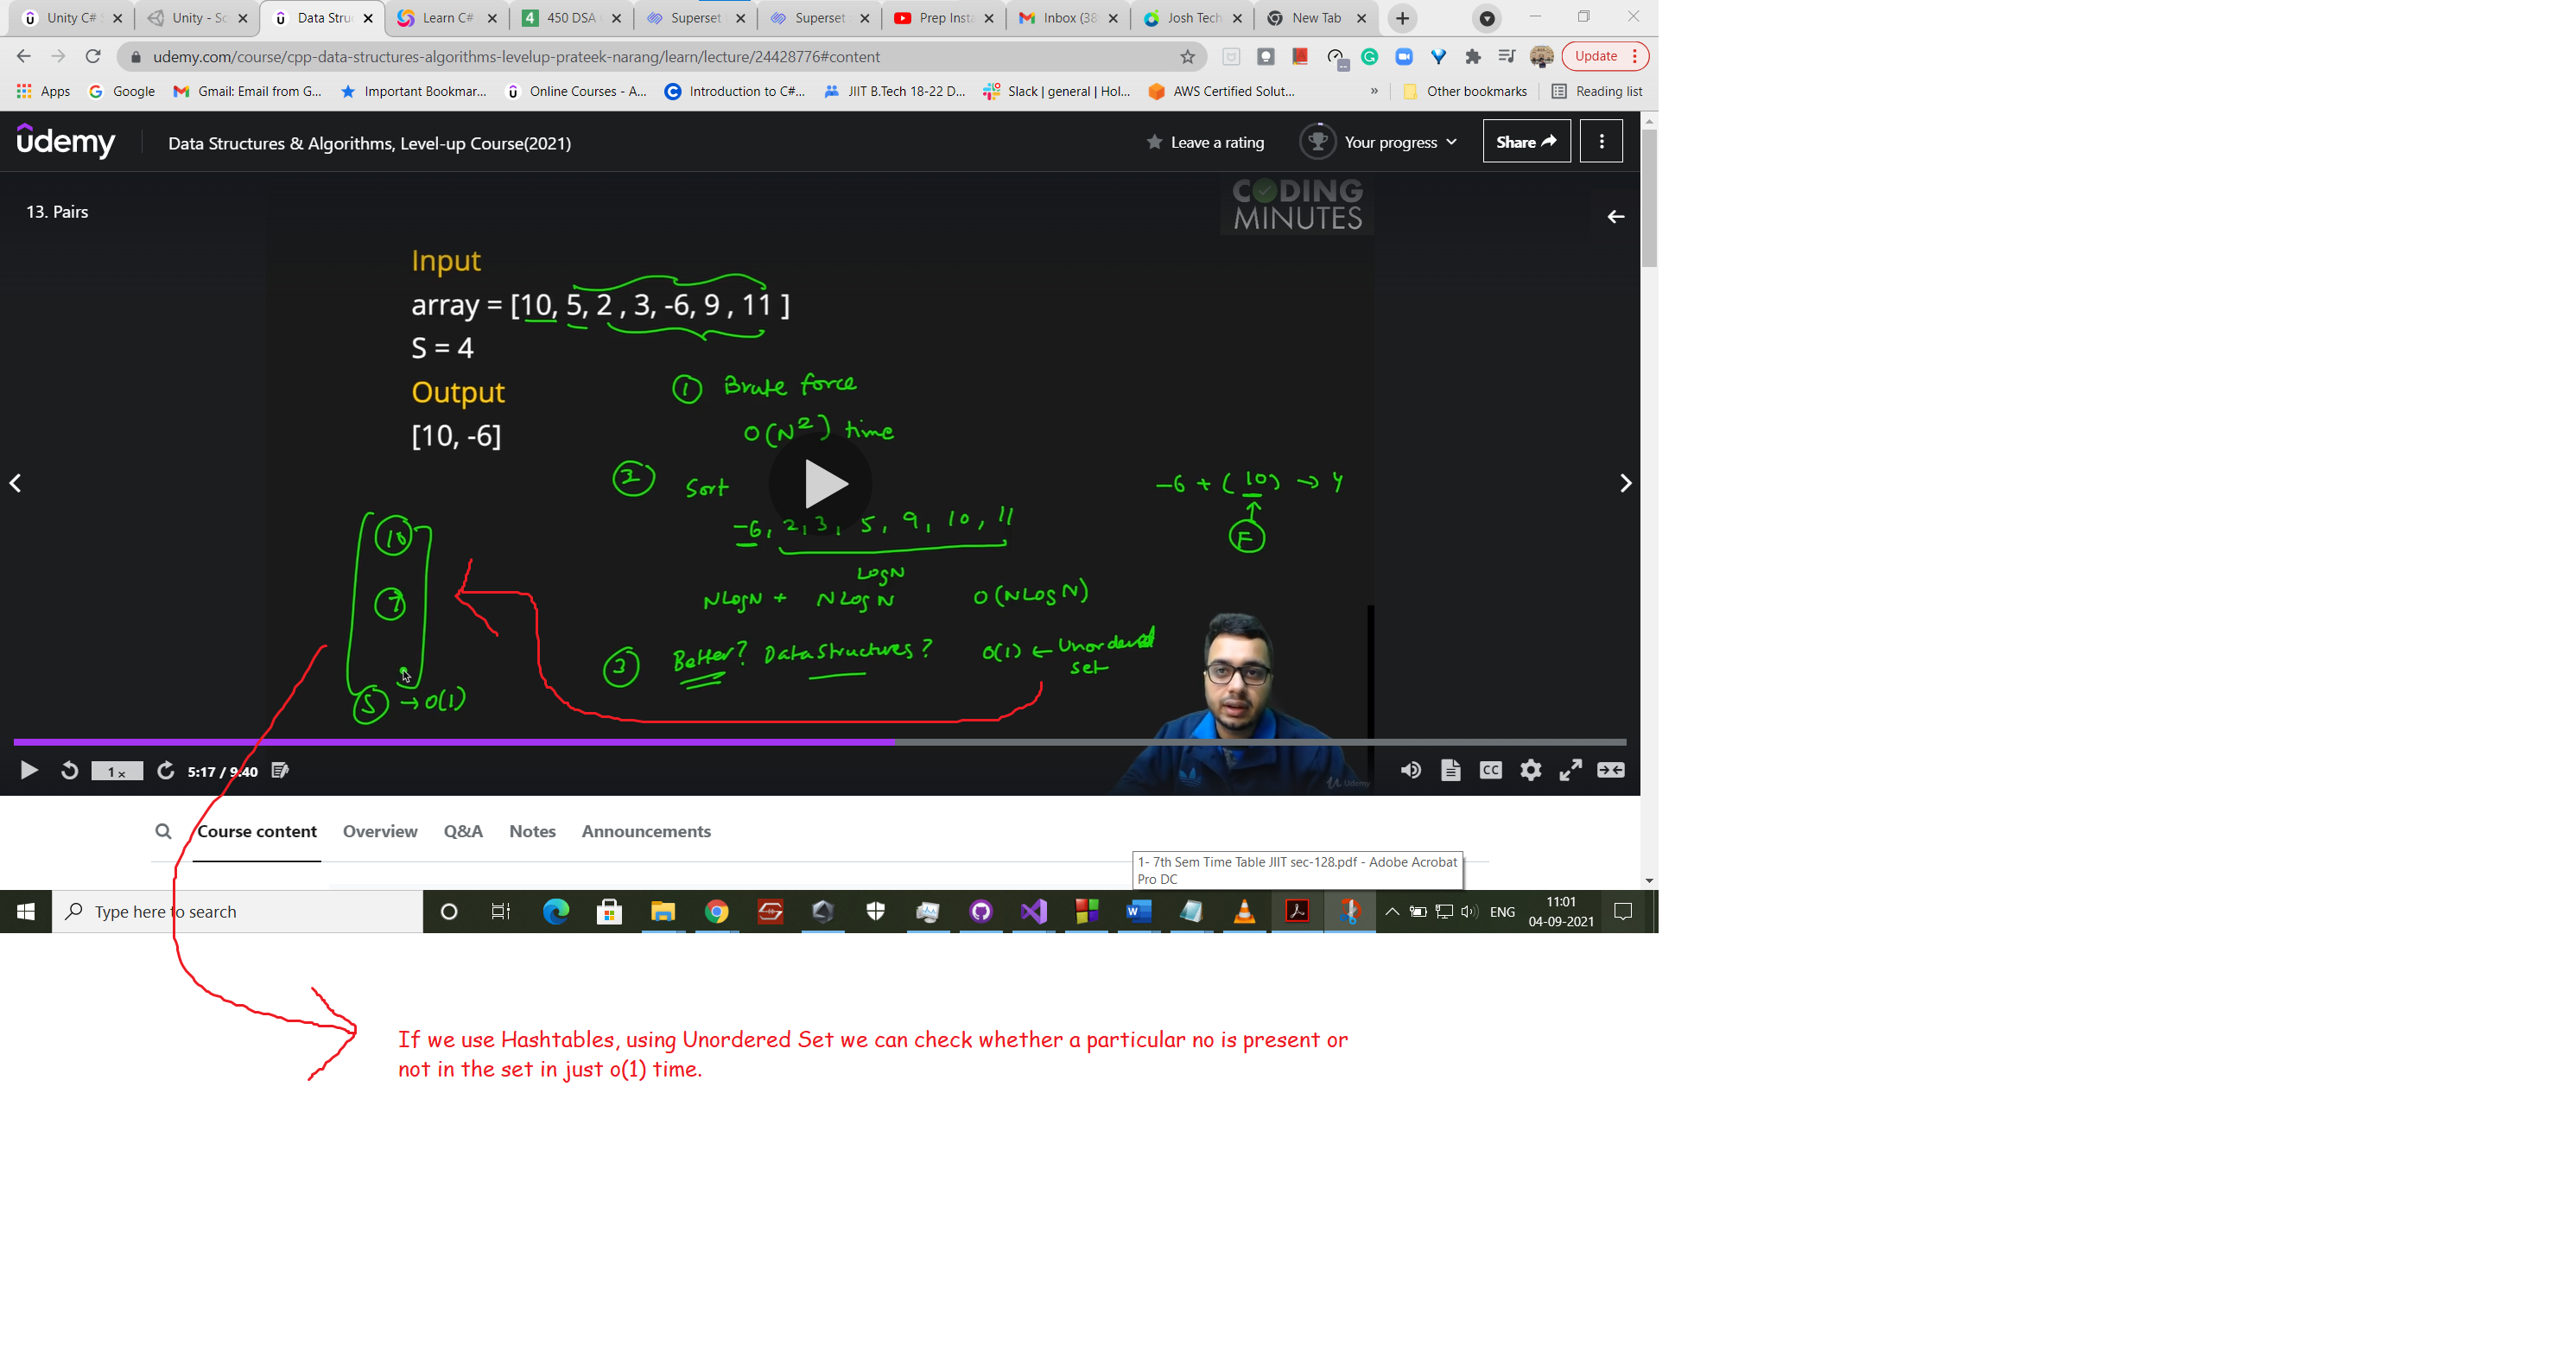 Unity C# S
Unity - Sc
Data Struc
Learn C#
450 DSA
Superset
Superset
Prep Insta
Inbox (38
Josh Tech
New Tab
udemy.com/course/cpp-data-structures-algorithms-levelup-prateek-narang/learn/lecture/24428776#content
Update
Apps
Google
Gmail: Email from G...
Important Bookmar...
Online Courses - A...
Introduction to C#...
JIIT B.Tech 18-22 D...
Slack | general | Hol...
AWS Certified Solut...
»
Other bookmarks
Reading list
udemy
Data Structures & Algorithms, Level-up Course(2021)
Leave a rating
Your progress
Share
13. Pairs
CODING
MINUTES
Input
array = [10, 5, 2 , 3, -6, 9 , 11 ]
S = 4
Output
[10, -6]
1 Brute force
O(N²) time
2 Sort
-6 + (10) → 4
F
-6, 2, 3, 5, 9, 10, 11
LogN
NLogN + NLogN O(NLogN)
3 Better? Data Structures? O(1) ← Unordered
set
10
7
5 → O(1)
1x
5:17 / 9:40
CC
Udemy
Course content
Overview
Q&A
Notes
Announcements
1- 7th Sem Time Table JIIT sec-128.pdf - Adobe Acrobat
Pro DC
Type here to search
ENG
11:01
04-09-2021
If we use Hashtables, using Unordered Set we can check whether a particular no is present or
not in the set in just o(1) time.